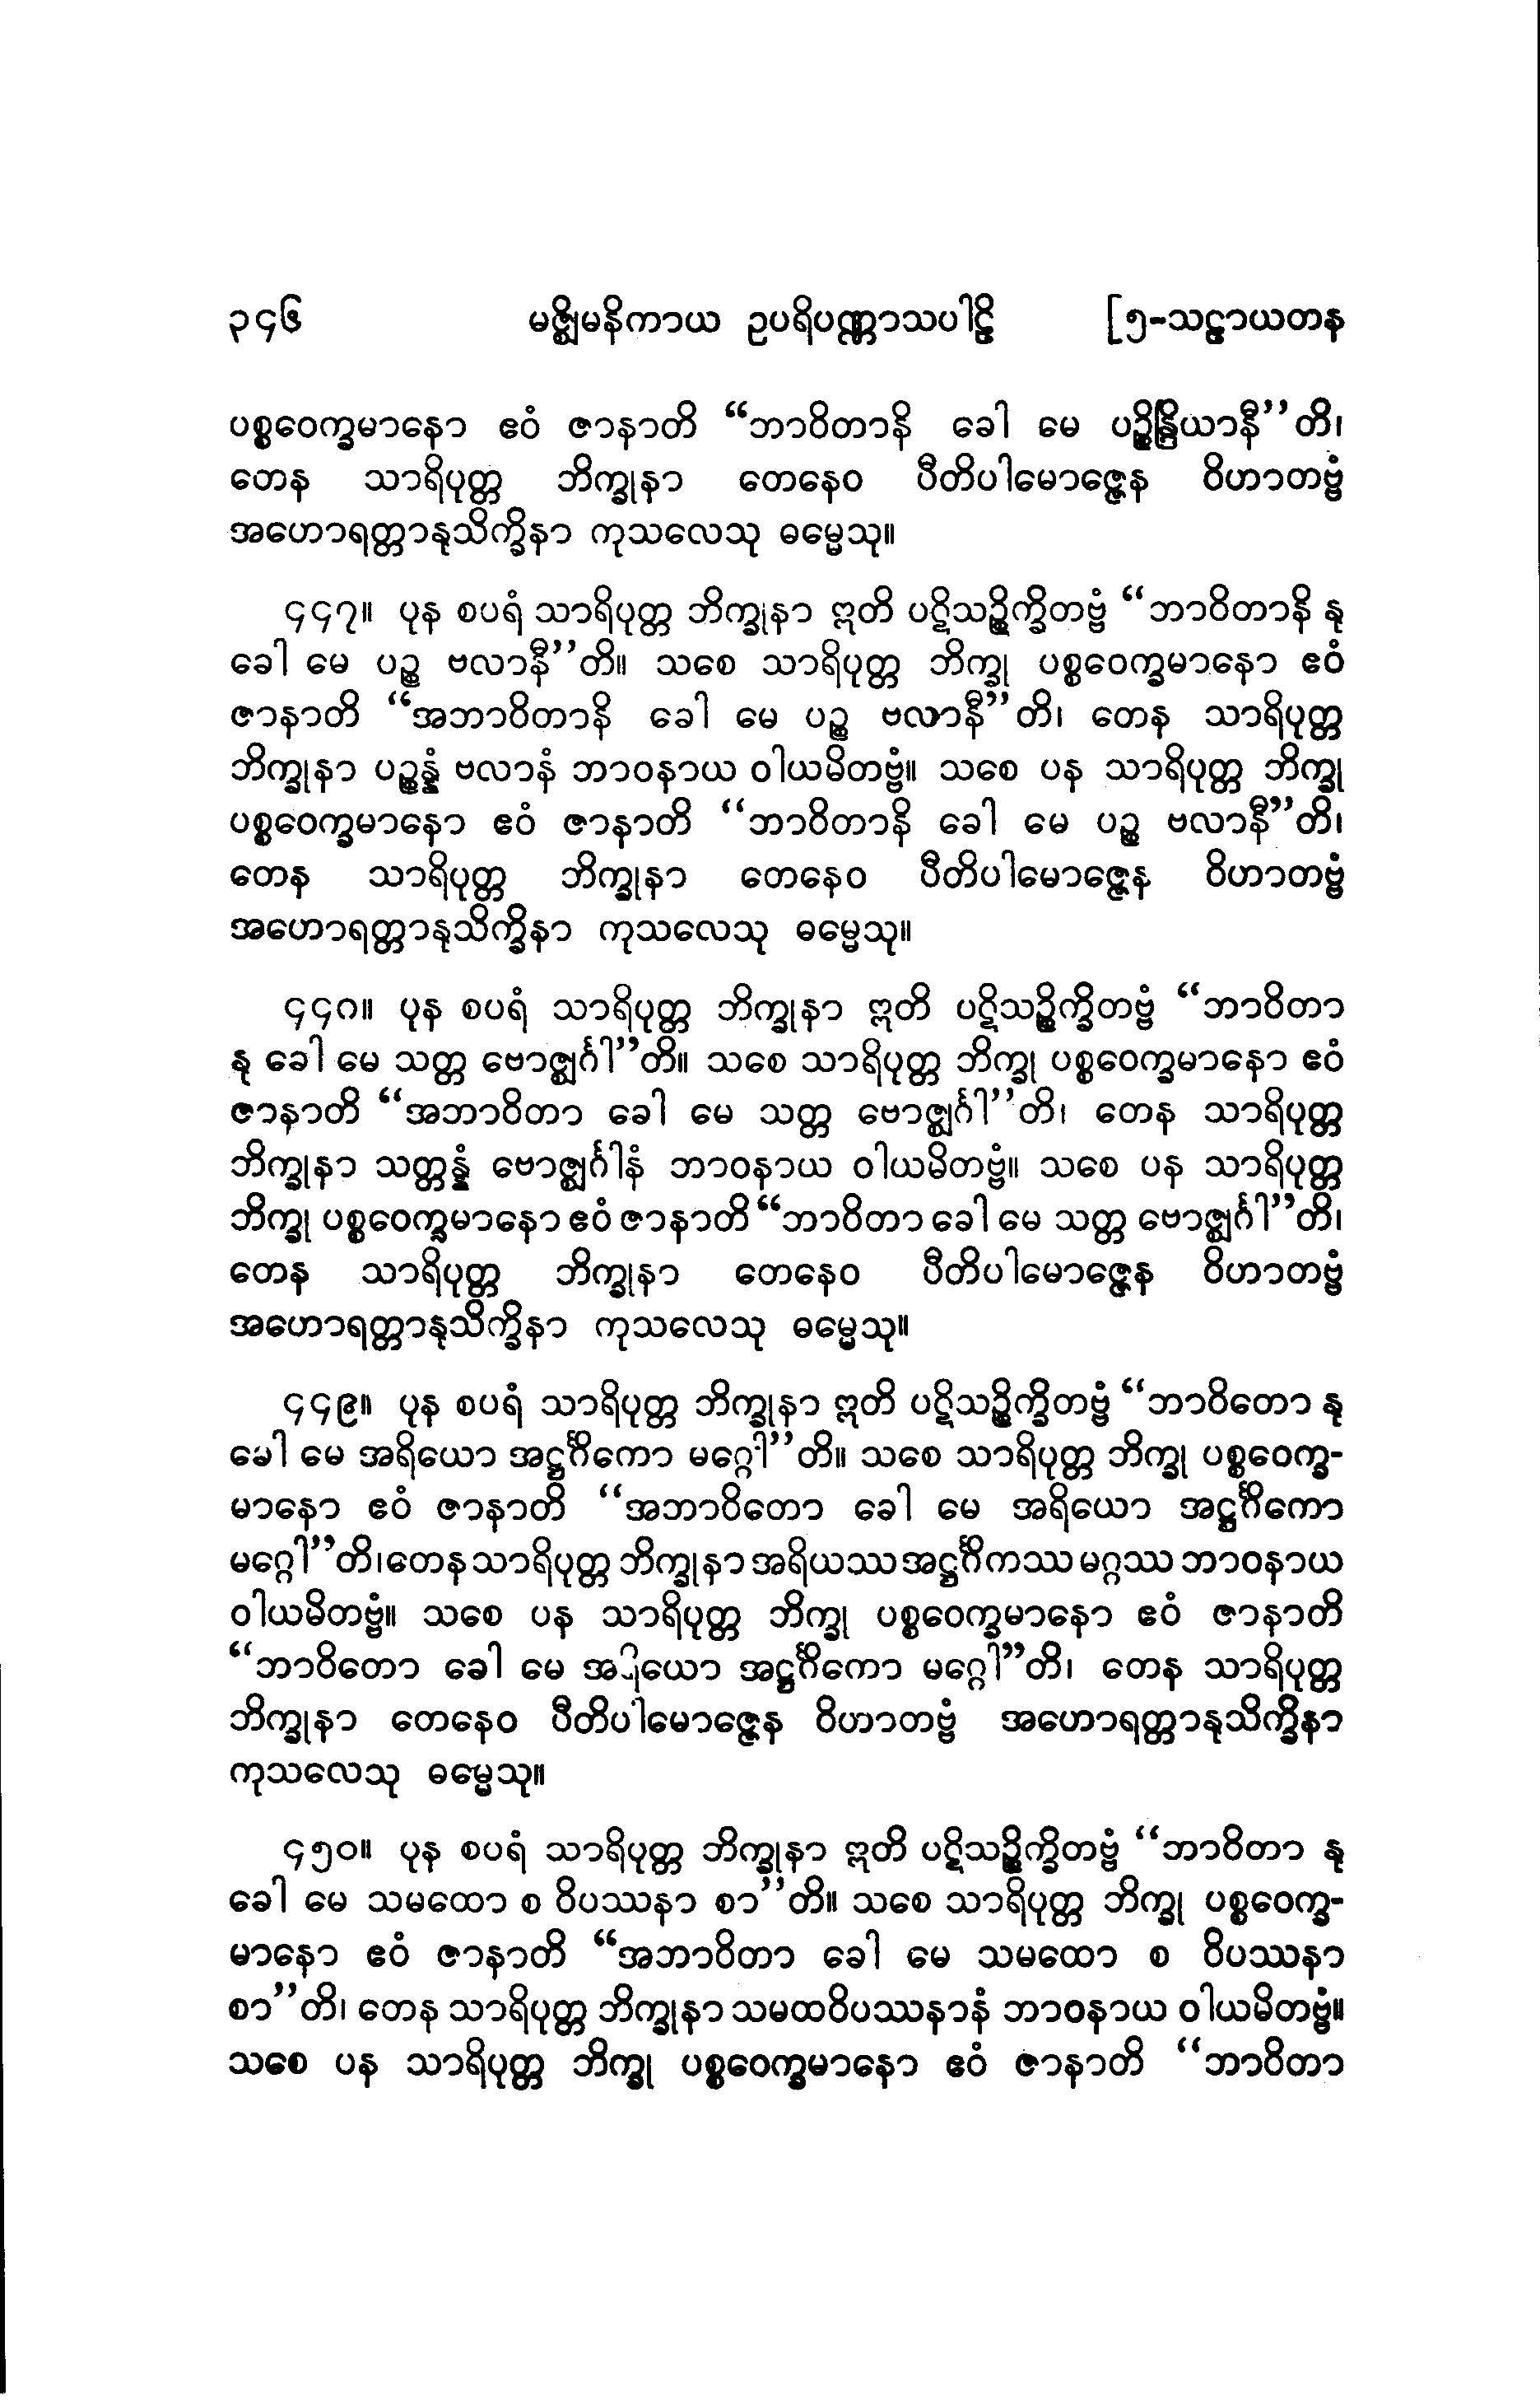 ၃၄၆ မဇ္ဈိမနိကာယ ဥပရိပဏ္ဏာသပါဠိ [၅-သဠာယတန
ပစ္စဝေက္ခမာနော ဧဝံ ဇာနာတိ “ဘာဝိတာနိ ခေါ မေ ပဉ္စိန္ဒြိယာနီ”တိ၊
တေန သာရိပုတ္တ ဘိက္ခုနာ တေနေဝ ပီတိပါမောဇ္ဇေန ဝိဟာတဗ္ဗံ
အဟောရတ္တာနုသိက္ခိနာ ကုသလေသု ဓမ္မေသု။
၄၄၇။ ပုန စပရံ သာရိပုတ္တ ဘိက္ခုနာ ဣတိ ပဋိသဉ္စိက္ခိတဗ္ဗံ “ဘာဝိတာနိ နု
ခေါ မေ ပဉ္စ ဗလာနီ”တိ။ သစေ သာရိပုတ္တ ဘိက္ခု ပစ္စဝေက္ခမာနော ဧဝံ
ဇာနာတိ “အဘာဝိတာနိ ခေါ မေ ပဉ္စ ဗလာနီ”တိ၊ တေန သာရိပုတ္တ
ဘိက္ခုနာ ပဉ္စန္နံ ဗလာနံ ဘာဝနာယ ဝါယမိတဗ္ဗံ။ သစေ ပန သာရိပုတ္တ ဘိက္ခု
ပစ္စဝေက္ခမာနော ဧဝံ ဇာနာတိ “ဘာဝိတာနိ ခေါ မေ ပဉ္စ ဗလာနီ”တိ၊
တေန သာရိပုတ္တ ဘိက္ခုနာ တေနေဝ ပီတိပါမောဇ္ဇေန ဝိဟာတဗ္ဗံ
အဟောရတ္တာနုသိက္ခိနာ ကုသလေသု ဓမ္မေသု။
၄၄၈။ ပုန စပရံ သာရိပုတ္တ ဘိက္ခုနာ ဣတိ ပဋိသဉ္စိက္ခိတဗ္ဗံ “ဘာဝိတာ
နု ခေါ မေ သတ္တ ဗောဇ္ဈင်္ဂါ”တိ။ သစေ သာရိပုတ္တ ဘိက္ခု ပစ္စဝေက္ခမာနော ဧဝံ
ဇာနာတိ “အဘာဝိတာ ခေါ မေ သတ္တ ဗောဇ္ဈင်္ဂါ”တိ၊ တေန သာရိပုတ္တ
ဘိက္ခုနာ သတ္တန္နံ ဗောဇ္ဈင်္ဂါနံ ဘာဝနာယ ဝါယမိတဗ္ဗံ။ သစေ ပန သာရိပုတ္တ
ဘိက္ခု ပစ္စဝေက္ခမာနော ဧဝံ ဇာနာတိ “ဘာဝိတာ ခေါ မေ သတ္တ ဗောဇ္ဈင်္ဂါ”တိ၊
တေန သာရိပုတ္တ ဘိက္ခုနာ တေနေဝ ပီတိပါမောဇ္ဇေန ဝိဟာတဗ္ဗံ
အဟောရတ္တာနုသိက္ခိနာ ကုသလေသု ဓမ္မေသု။
၄၄၉။ ပုန စပရံ သာရိပုတ္တ ဘိက္ခုနာ ဣတိ ပဋိသဉ္စိက္ခိတဗ္ဗံ “ဘာဝိတော နု
ခေါ မေ အရိယော အဋ္ဌင်္ဂိကော မဂ္ဂေါ”တိ။ သစေ သာရိပုတ္တ ဘိက္ခု ပစ္စဝေက္ခ-
မာနော ဧဝံ ဇာနာတိ “အဘာဝိတော ခေါ မေ အရိယော အဋ္ဌင်္ဂိကော
မဂ္ဂေါ”တိ၊ တေန သာရိပုတ္တ ဘိက္ခုနာ အရိယဿ အဋ္ဌင်္ဂိကဿ မဂ္ဂဿ ဘာဝနာယ
ဝါယမိတဗ္ဗံ။ သစေ ပန သာရိပုတ္တ ဘိက္ခု ပစ္စဝေက္ခမာနော ဧဝံ ဇာနာတိ
“ဘာဝိတော ခေါ မေ အရိယော အဋ္ဌင်္ဂိကော မဂ္ဂေါ”တိ၊ တေန သာရိပုတ္တ
ဘိက္ခုနာ တေနေဝ ပီတိပါမောဇ္ဇေန ဝိဟာတဗ္ဗံ အဟောရတ္တာနုသိက္ခိနာ
ကုသလေသု ဓမ္မေသု။
၄၅၀။ ပုန စပရံ သာရိပုတ္တ ဘိက္ခုနာ ဣတိ ပဋိသဉ္စိက္ခိတဗ္ဗံ “ဘာဝိတာ နု
ခေါ မေ သမထော စ ဝိပဿနာ စာ”တိ။ သစေ သာရိပုတ္တ ဘိက္ခု ပစ္စဝေက္ခ-
မာနော ဧဝံ ဇာနာတိ “အဘာဝိတာ ခေါ မေ သမထော စ ဝိပဿနာ
စာ”တိ၊ တေန သာရိပုတ္တ ဘိက္ခုနာ သမထဝိပဿနာနံ ဘာဝနာယ ဝါယမိတဗ္ဗံ။
သစေ ပန သာရိပုတ္တ ဘိက္ခု ပစ္စဝေက္ခမာနော ဧဝံ ဇာနာတိ “ဘာဝိတာ